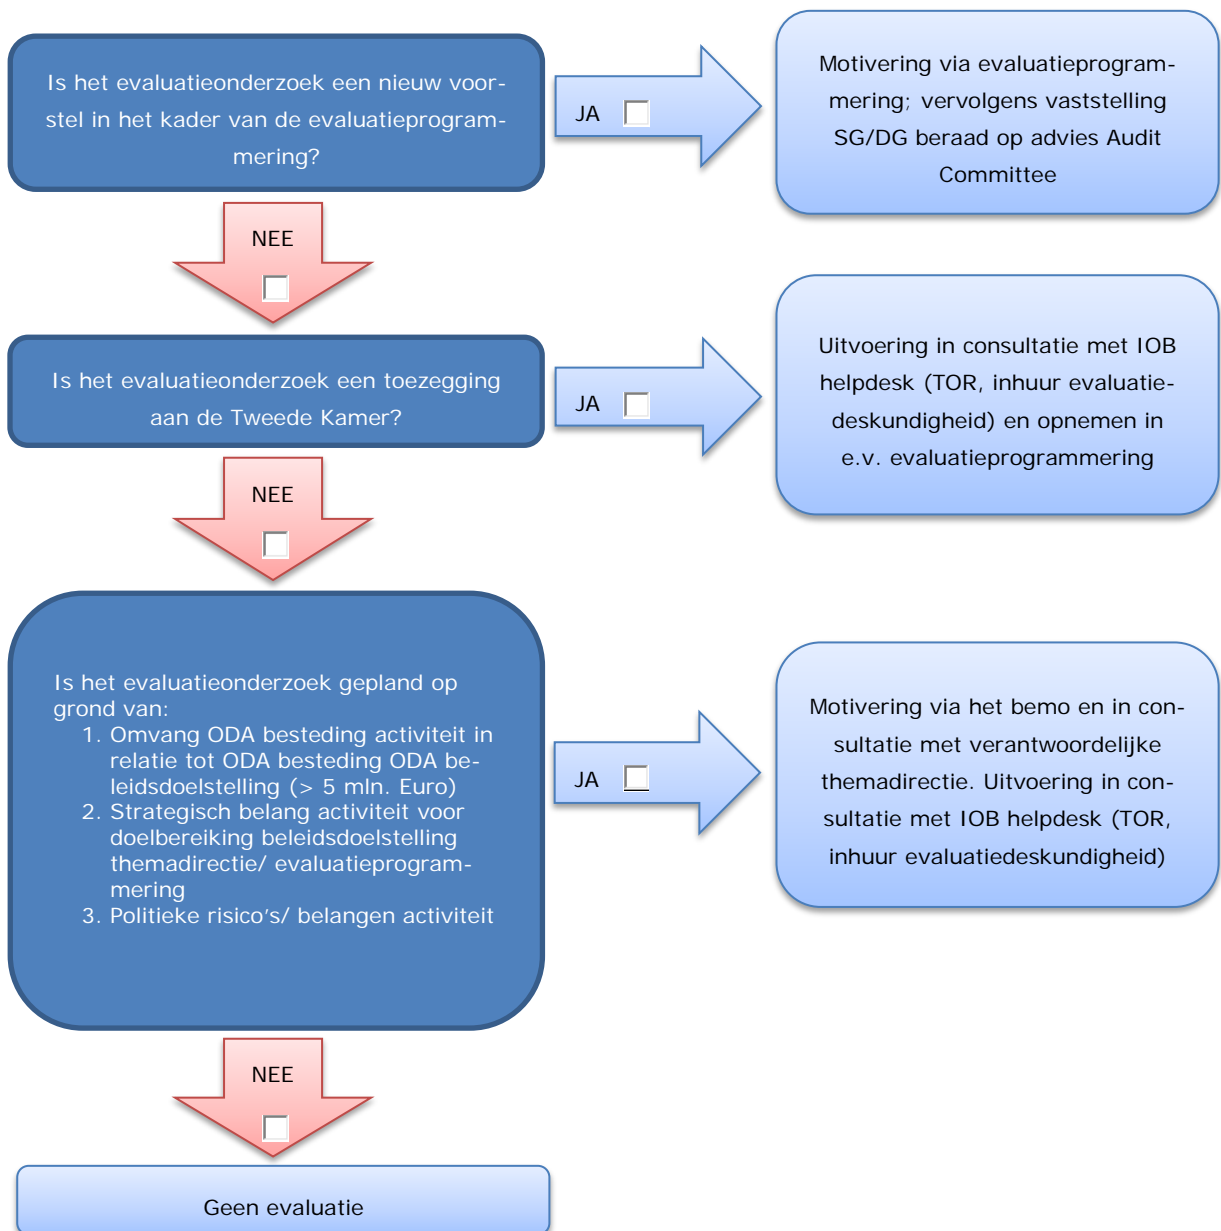 Is het evaluatieonderzoek een nieuw voor-
stel in het kader van de evaluatieprogram-
mering?
JA
Motivering via evaluatieprogram-
mering; vervolgens vaststelling
SG/DG beraad op advies Audit
Committee
NEE
Is het evaluatieonderzoek een toezegging
aan de Tweede Kamer?
JA
Uitvoering in consultatie met IOB
helpdesk (TOR, inhuur evaluatie-
deskundigheid) en opnemen in
e.v. evaluatieprogrammering
NEE
Is het evaluatieonderzoek gepland op
grond van:
1. Omvang ODA besteding activiteit in
relatie tot ODA besteding ODA be-
leidsdoelstelling (> 5 mln. Euro)
2. Strategisch belang activiteit voor
doelbereiking beleidsdoelstelling
themadirectie/ evaluatieprogram-
mering
3. Politieke risico's/ belangen activiteit
JA
Motivering via het bemo en in con-
sultatie met verantwoordelijke
themadirectie. Uitvoering in con-
sultatie met IOB helpdesk (TOR,
inhuur evaluatiedeskundigheid)
NEE
Geen evaluatie